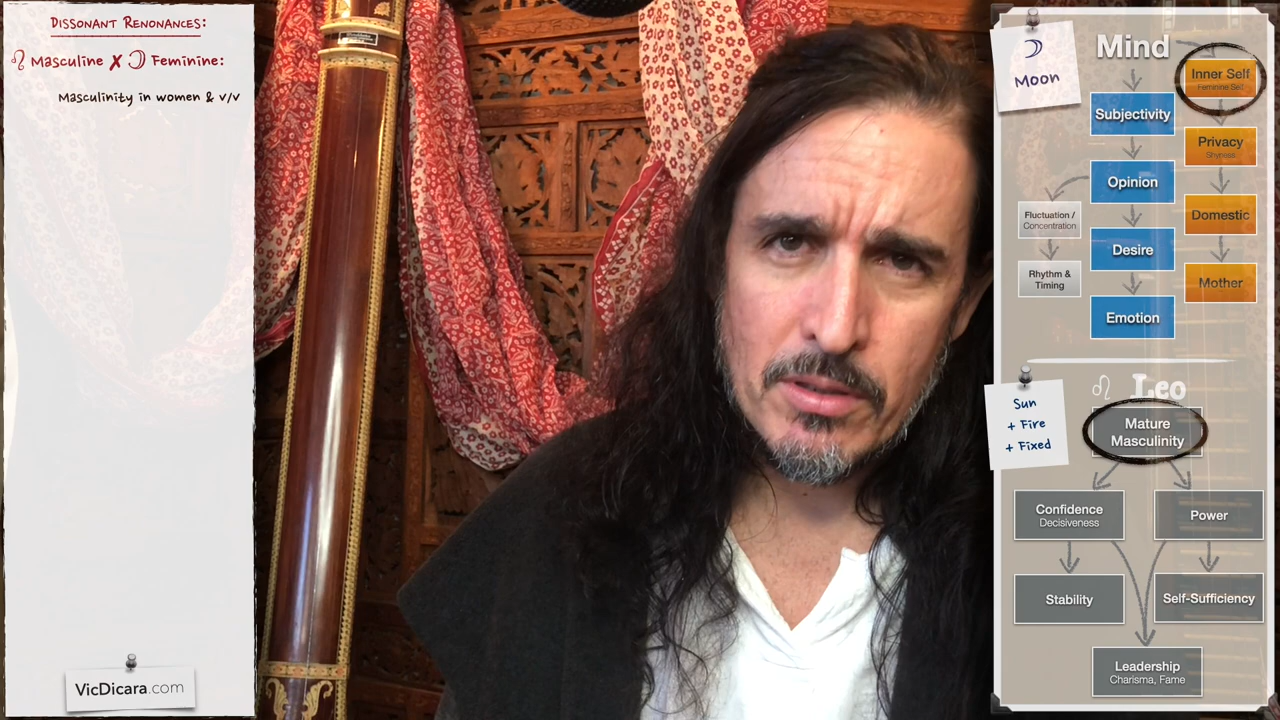 Dissonant Renonances:
♌ Masculine ✗ ☽ Feminine:
Masculinity in women & v/v
VicDicara.com
☽
Moon
Mind
Inner Self
Feminine Self
Subjectivity
Privacy
Shyness
Opinion
Fluctuation /
Concentration
Domestic
Desire
Rhythm &
Timing
Mother
Emotion
♌ Leo
Sun
+ Fire
+ Fixed
Mature
Masculinity
Confidence
Decisiveness
Power
Stability
Self-Sufficiency
Leadership
Charisma, Fame